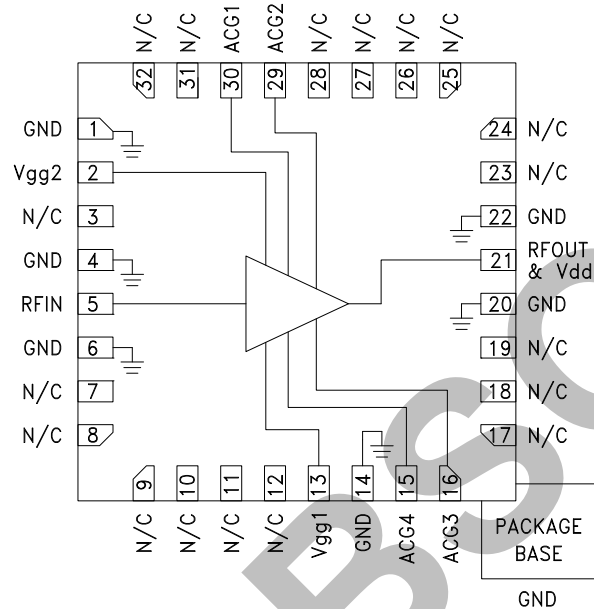 N/C N/C ACG1 ACG2 N/C N/C N/C N/C
32 31 30 29 28 27 26 25
GND 1
Vgg2 2
N/C 3
GND 4
RFIN 5
GND 6
N/C 7
N/C 8
24 N/C
23 N/C
22 GND
21 RFOUT
& Vdd
20 GND
19 N/C
18 N/C
17 N/C
9 10 11 12 13 14 15 16
N/C N/C N/C N/C Vgg1 GND ACG4 ACG3
PACKAGE
BASE
GND
BSO